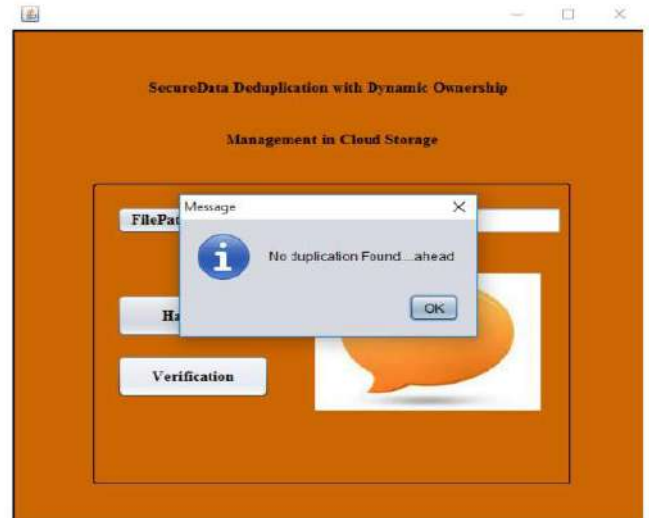 SecureData Deduplication with Dynamic Ownership
Management in Cloud Storage
Message
FilePat
No duplication Found....ahead
OK
Ha
Verification